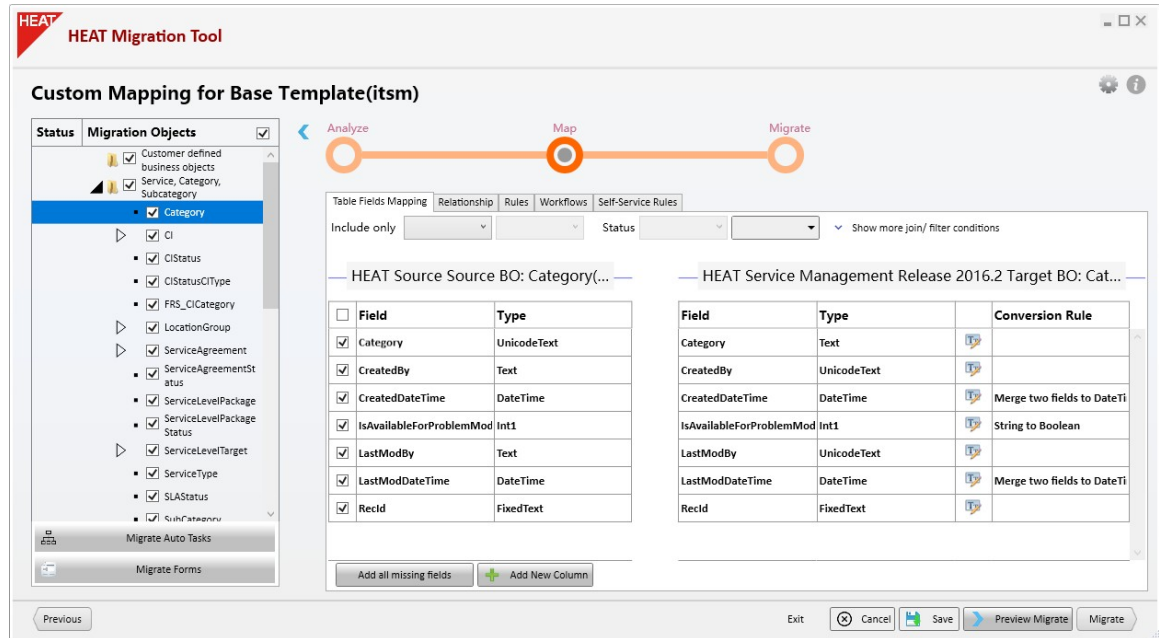 HEAT
HEAT Migration Tool
Custom Mapping for Base Template(itsm)
Status Migration Objects
Customer defined
business objects
Service, Category,
Subcategory
Category
CI
CIStatus
CIStatusCIType
FRS_CICategory
LocationGroup
ServiceAgreement
ServiceAgreementSt
atus
ServiceLevelPackage
ServiceLevelPackage
Status
ServiceLevelTarget
ServiceType
SLAStatus
SubCategory
Migrate Auto Tasks
Migrate Forms
Analyze Map Migrate
Table Fields Mapping Relationship Rules Workflows Self-Service Rules
Include only Status Show more join/ filter conditions
HEAT Source Source BO: Category(... HEAT Service Management Release 2016.2 Target BO: Cat...
Field Type Field Type Conversion Rule
Category UnicodeText Category Text
CreatedBy Text CreatedBy UnicodeText
CreatedDateTime DateTime CreatedDateTime DateTime Merge two fields to DateTi
IsAvailableForProblemMod Int1 IsAvailableForProblemMod Int1 String to Boolean
LastModBy Text LastModBy UnicodeText
LastModDateTime DateTime LastModDateTime DateTime Merge two fields to DateTi
RecId FixedText RecId FixedText
Add all missing fields Add New Column
Previous Exit Cancel Save Preview Migrate Migrate